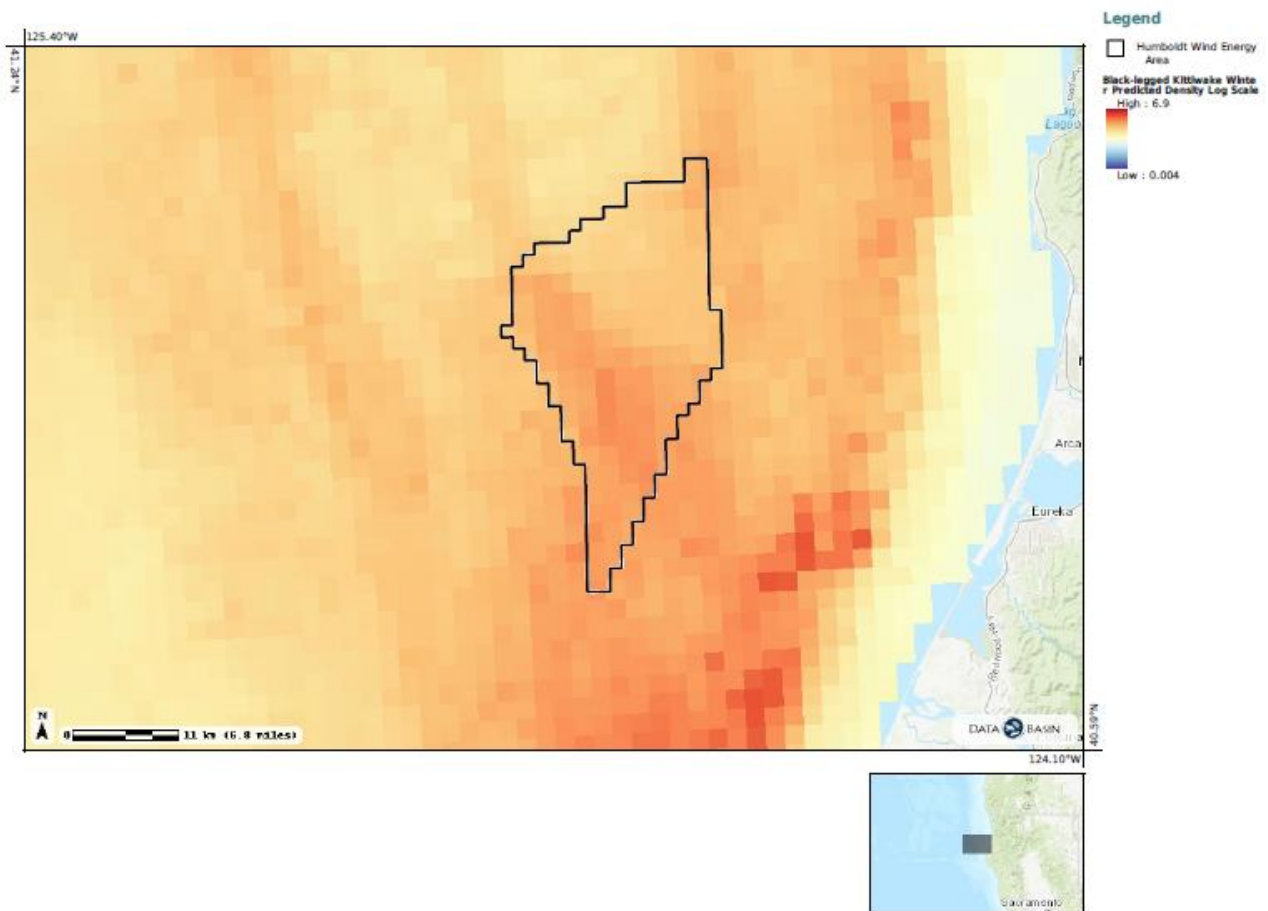 Legend
125.40°W
41.24°N
Humboldt Wind Energy
Area
Black-legged Kittiwake Winte
r Predicted Density Log Scale
High : 6.9
Low : 0.004
Lagoo
Arca
Eureka
N
0 11 km (6.8 miles)
DATA BASIN
40.59°N
124.10°W
Sacramento